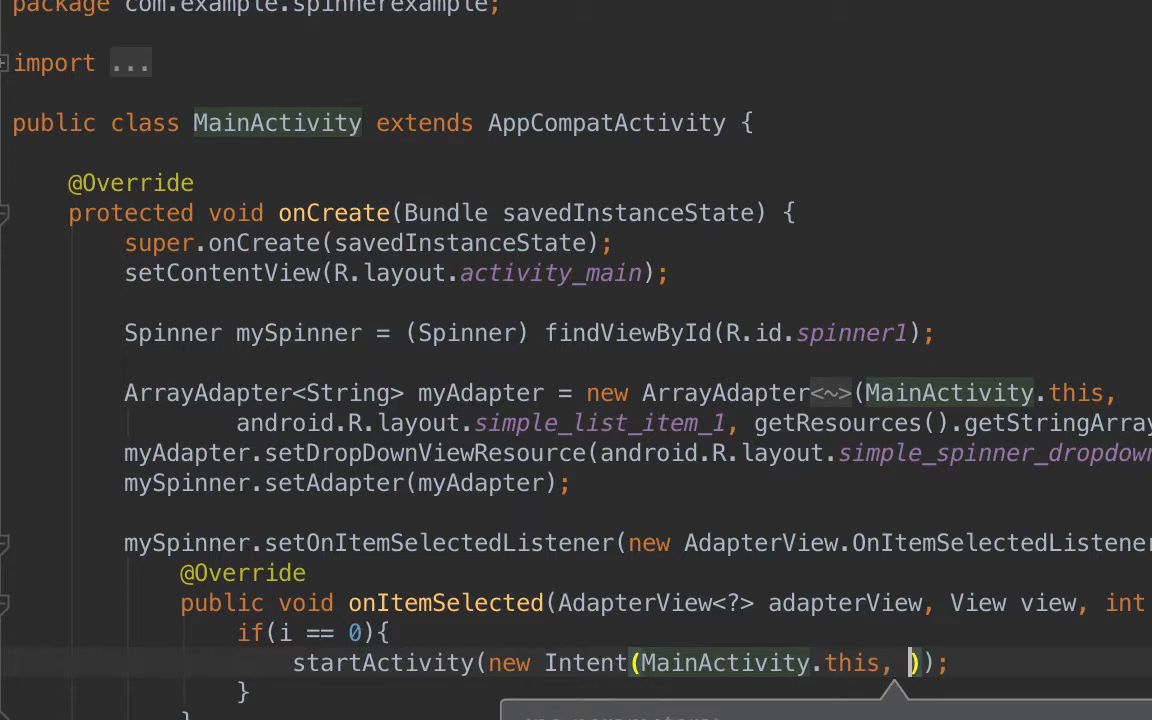 package com.example.spinnerexample;
import ...
public class MainActivity extends AppCompatActivity {
@Override
protected void onCreate(Bundle savedInstanceState) {
super.onCreate(savedInstanceState);
setContentView(R.layout.activity_main);
Spinner mySpinner = (Spinner) findViewById(R.id.spinner1);
ArrayAdapter<String> myAdapter = new ArrayAdapter<~>(MainActivity.this,
android.R.layout.simple_list_item_1, getResources().getStringArray
myAdapter.setDropDownViewResource(android.R.layout.simple_spinner_dropdown
mySpinner.setAdapter(myAdapter);
mySpinner.setOnItemSelectedListener(new AdapterView.OnItemSelectedListener
@Override
public void onItemSelected(AdapterView<?> adapterView, View view, int
if(i == 0){
startActivity(new Intent(MainActivity.this, ));
}